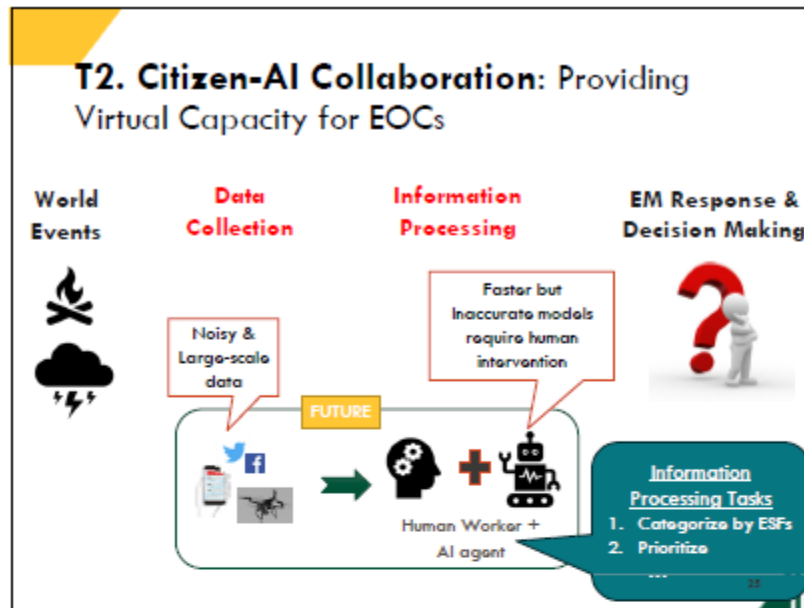 T2. Citizen-AI Collaboration: Providing
Virtual Capacity for EOCs
World
Events
Data
Collection
Information
Processing
EM Response &
Decision Making
Noisy &
Large-scale
data
Faster but
Inaccurate models
require human
intervention
FUTURE
Human Worker +
AI agent
Information
Processing Tasks
1. Categorize by ESFs
2. Prioritize
...
25